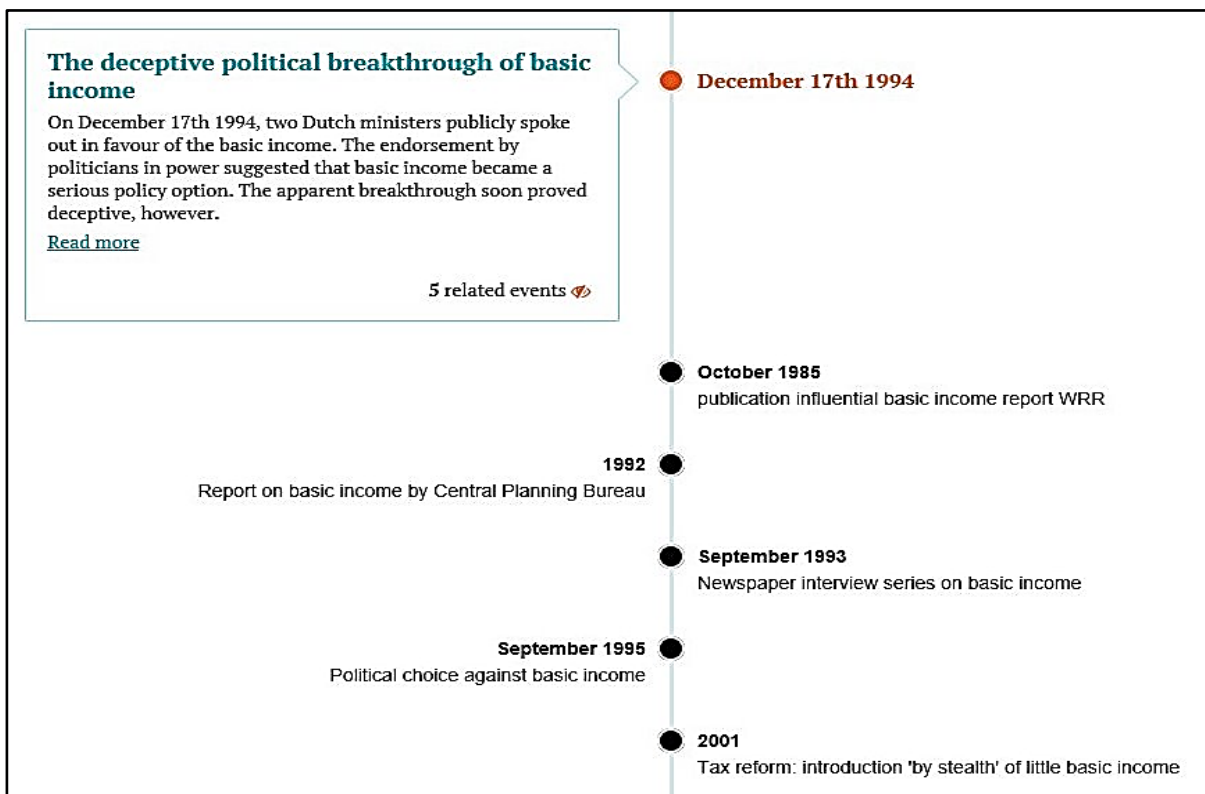 The deceptive political breakthrough of basic
income
On December 17th 1994, two Dutch ministers publicly spoke
out in favour of the basic income. The endorsement by
politicians in power suggested that basic income became a
serious policy option. The apparent breakthrough soon proved
deceptive, however.
Read more
5 related events
December 17th 1994
October 1985
publication influential basic income report WRR
1992
Report on basic income by Central Planning Bureau
September 1993
Newspaper interview series on basic income
September 1995
Political choice against basic income
2001
Tax reform: introduction 'by stealth' of little basic income